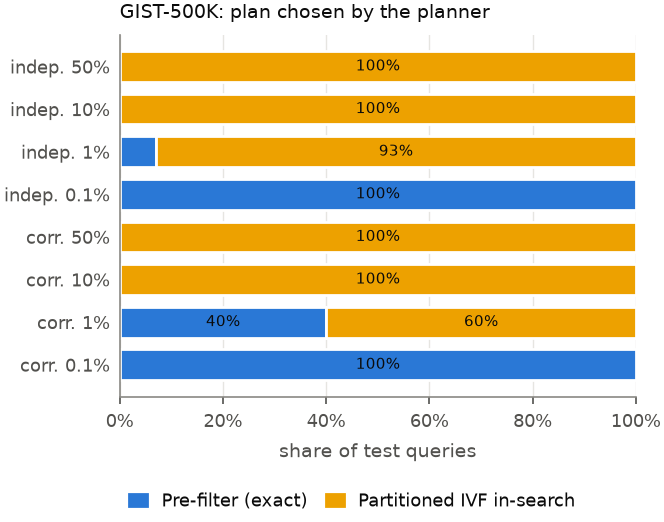 GIST-500K: plan chosen by the planner
indep. 50% 100%
indep. 10% 100%
indep. 1% 93%
indep. 0.1% 100%
corr. 50% 100%
corr. 10% 100%
corr. 1% 40% 60%
corr. 0.1% 100%
0% 20% 40% 60% 80% 100%
share of test queries
Pre-filter (exact) Partitioned IVF in-search